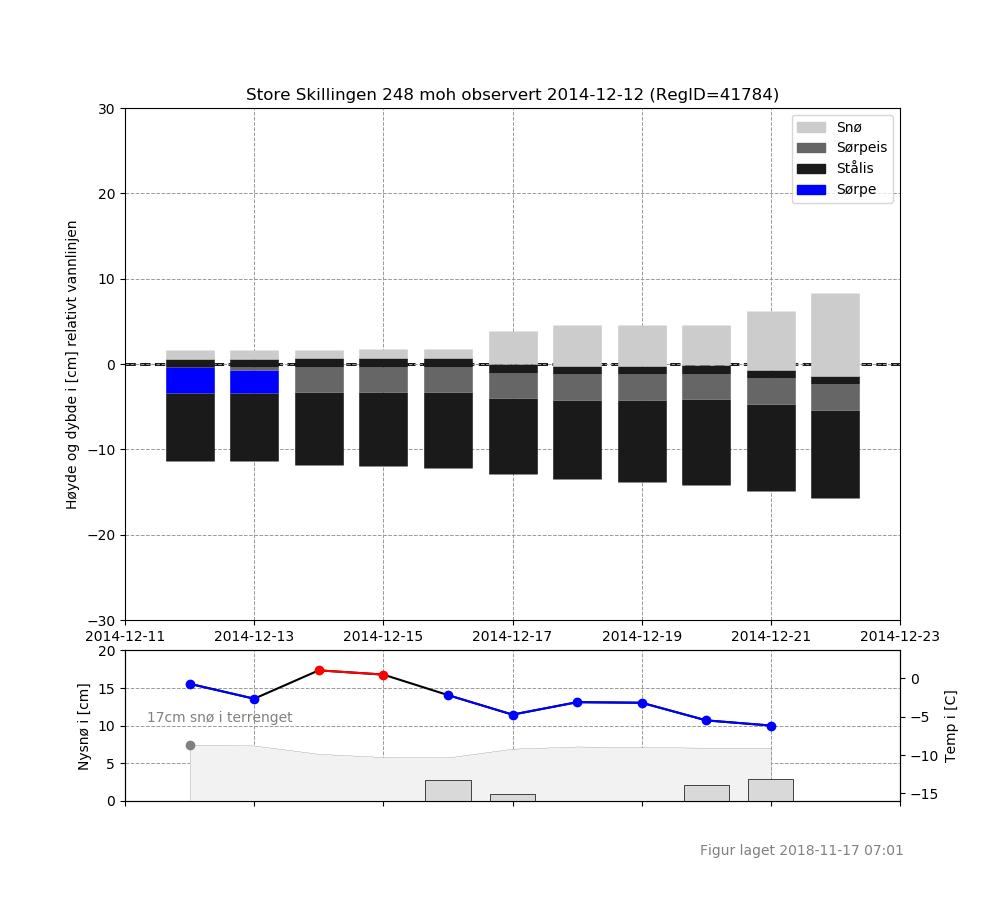 Store Skillingen 248 moh observert 2014-12-12 (RegID=41784)
30
20
10
0
−10
−20
−30
Høyde og dybde i [cm] relativt vannlinjen
Snø
Sørpeis
Stålis
Sørpe
2014-12-11 2014-12-13 2014-12-15 2014-12-17 2014-12-19 2014-12-21 2014-12-23
20
15
10
5
0
Nysnø i [cm]
17cm snø i terrenget
0
−5
−10
−15
Temp i [C]
Figur laget 2018-11-17 07:01